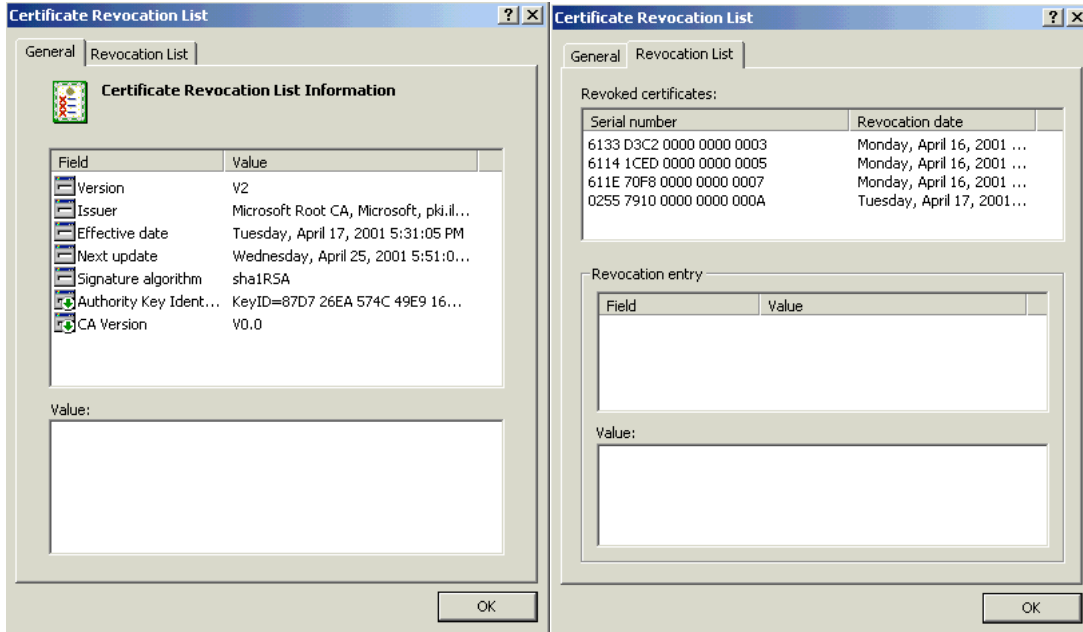 Certificate Revocation List
General Revocation List
Certificate Revocation List Information
Field Value
Version V2
Issuer Microsoft Root CA, Microsoft, pki.il...
Effective date Tuesday, April 17, 2001 5:31:05 PM
Next update Wednesday, April 25, 2001 5:51:0...
Signature algorithm sha1RSA
Authority Key Ident... KeyID=87D7 26EA 574C 49E9 16...
CA Version V0.0
Value:
OK
Certificate Revocation List
General Revocation List
Revoked certificates:
Serial number Revocation date
6133 D3C2 0000 0000 0003 Monday, April 16, 2001 ...
6114 1CED 0000 0000 0005 Monday, April 16, 2001 ...
611E 70F8 0000 0000 0007 Monday, April 16, 2001 ...
0255 7910 0000 0000 000A Tuesday, April 17, 2001...
Revocation entry
Field Value
Value:
OK